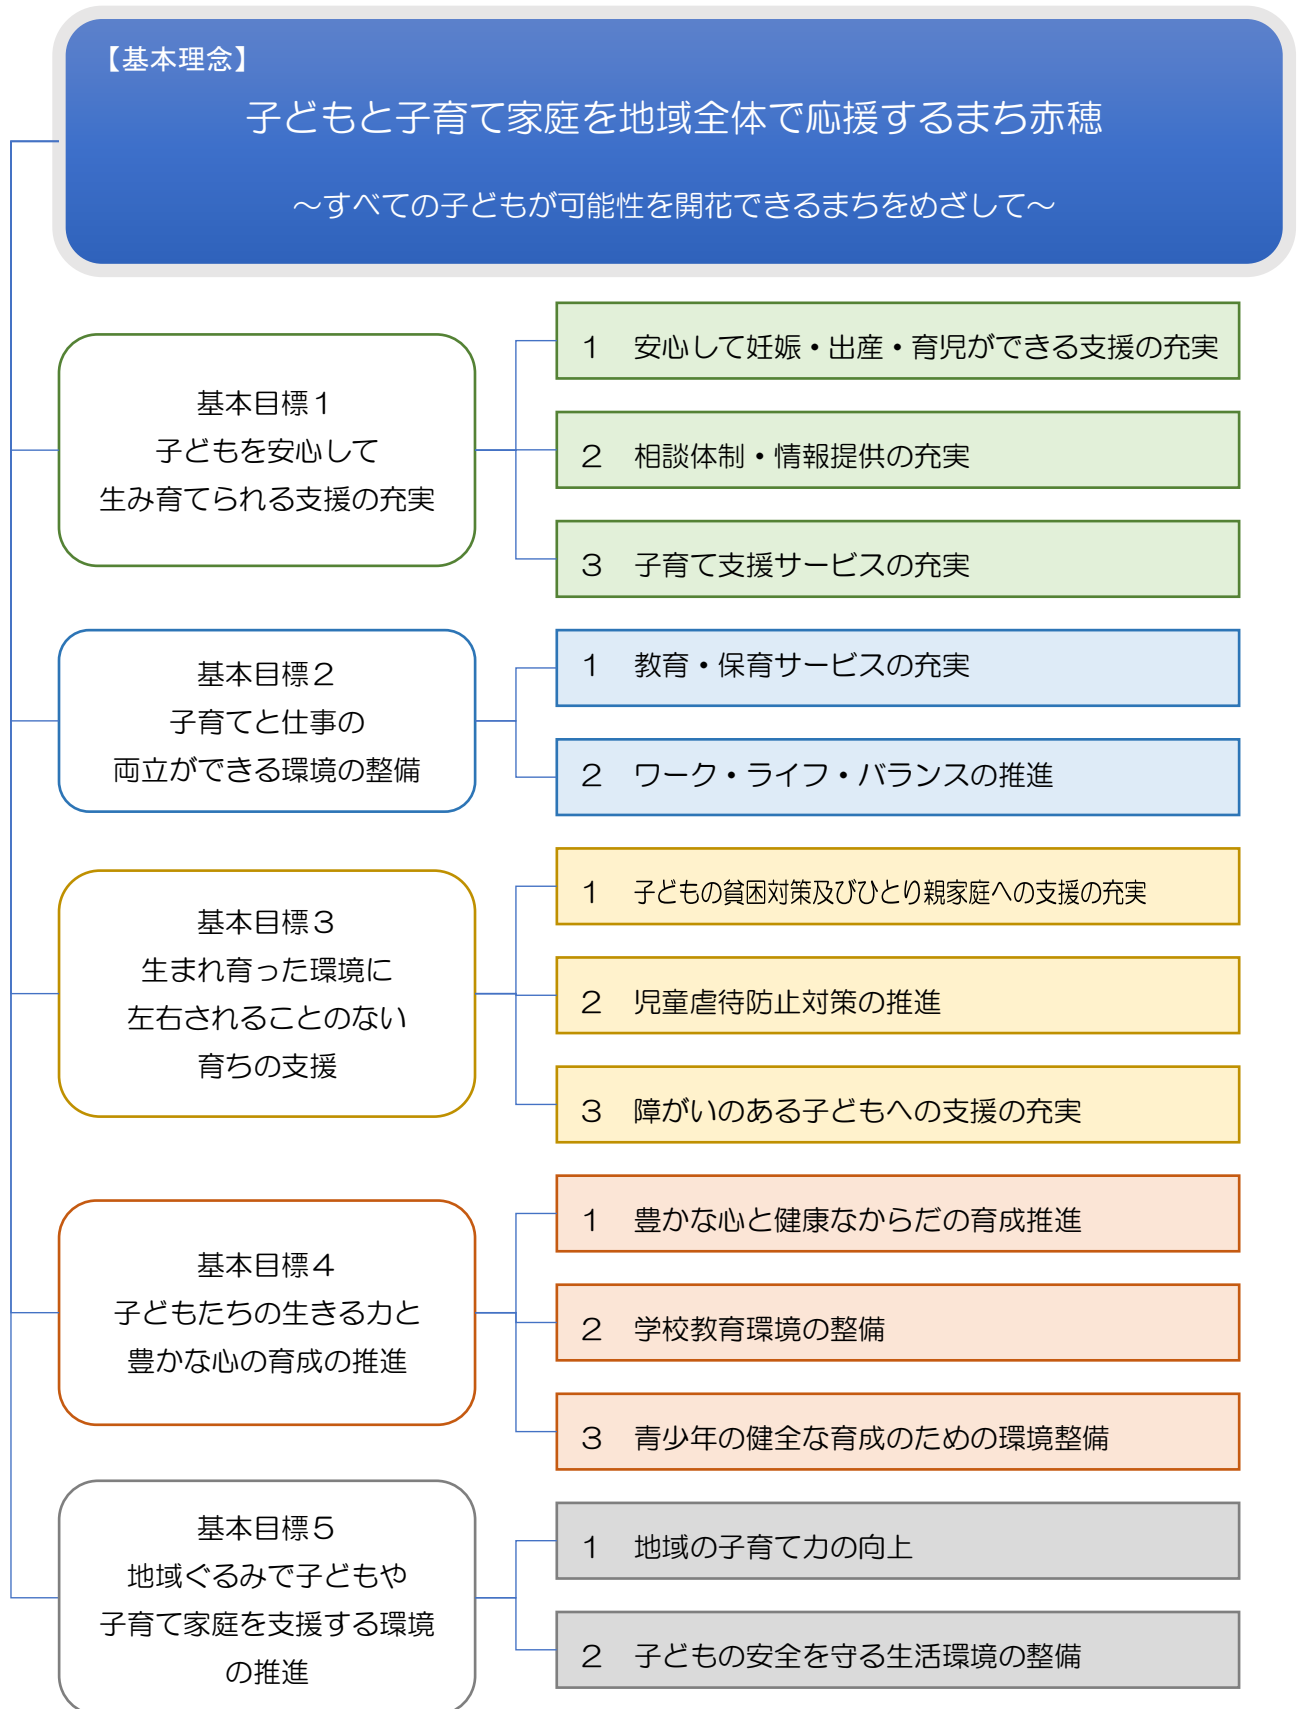 【基本理念】
子どもと子育て家庭を地域全体で応援するまち赤穂
～すべての子どもが可能性を開花できるまちをめざして～
基本目標１
子どもを安心して
生み育てられる支援の充実
１　安心して妊娠・出産・育児ができる支援の充実
２　相談体制・情報提供の充実
３　子育て支援サービスの充実
基本目標２
子育てと仕事の
両立ができる環境の整備
１　教育・保育サービスの充実
２　ワーク・ライフ・バランスの推進
基本目標３
生まれ育った環境に
左右されることのない
育ちの支援
１　子どもの貧困対策及びひとり親家庭への支援の充実
２　児童虐待防止対策の推進
３　障がいのある子どもへの支援の充実
基本目標４
子どもたちの生きる力と
豊かな心の育成の推進
１　豊かな心と健康なからだの育成推進
２　学校教育環境の整備
３　青少年の健全な育成のための環境整備
基本目標５
地域ぐるみで子どもや
子育て家庭を支援する環境
の推進
１　地域の子育て力の向上
２　子どもの安全を守る生活環境の整備